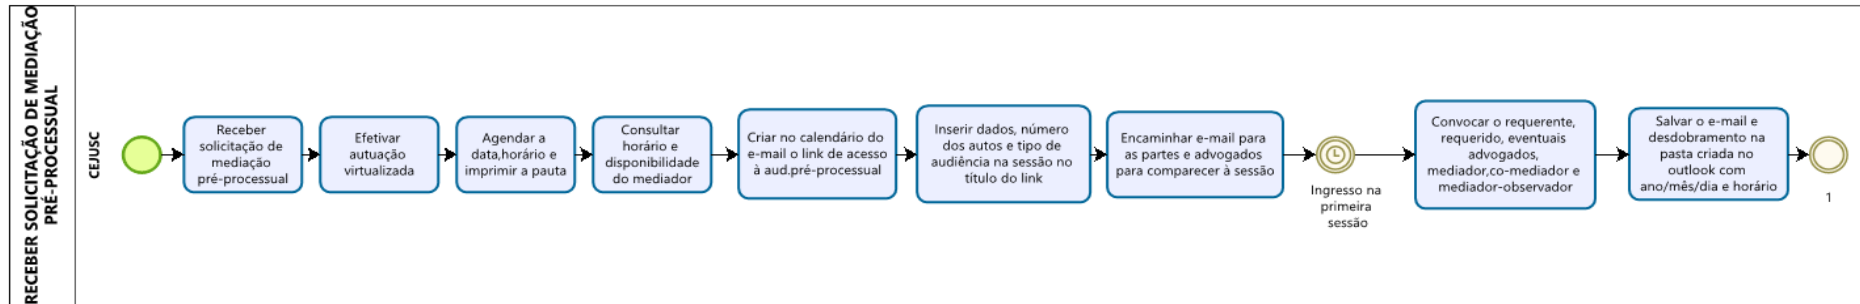 RECEBER SOLICITAÇÃO DE MEDIAÇÃO
PRÉ-PROCESSUAL
CEJUSC
Receber
solicitação de
mediação
pré-processual
Efetivar
autuação
virtualizada
Agendar a
data,horário e
imprimir a pauta
Consultar
horário e
disponibilidade
do mediador
Criar no calendário do
e-mail o link de acesso
à aud.pré-processual
Inserir dados, número
dos autos e tipo de
audiência na sessão no
título do link
Encaminhar e-mail para
as partes e advogados
para comparecer à sessão
Ingresso na
primeira
sessão
Convocar o requerente,
requerido, eventuais
advogados,
mediador,co-mediador e
mediador-observador
Salvar o e-mail e
desdobramento na
pasta criada no
outlook com
ano/mês/dia e horário
1